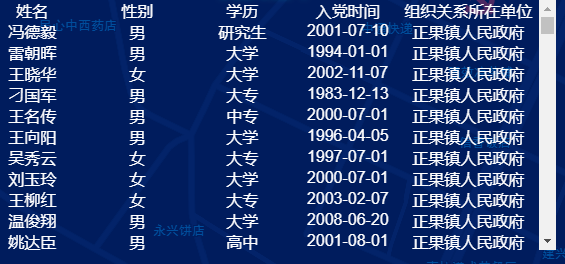 姓名 性别 学历 入党时间 组织关系所在单位
冯德毅 男 研究生 2001-07-10 正果镇人民政府
雷朝晖 男 大学 1994-01-01 正果镇人民政府
王晓华 女 大学 2002-11-07 正果镇人民政府
刁国军 男 大专 1983-12-13 正果镇人民政府
王名传 男 中专 2000-07-01 正果镇人民政府
王向阳 男 大学 1996-04-05 正果镇人民政府
吴秀云 女 大专 1997-07-01 正果镇人民政府
刘玉玲 女 大学 2000-07-01 正果镇人民政府
王柳红 女 大专 2003-02-07 正果镇人民政府
温俊翔 男 大学 2008-06-20 正果镇人民政府
永兴饼店
姚达臣 男 高中 2001-08-01 正果镇人民政府